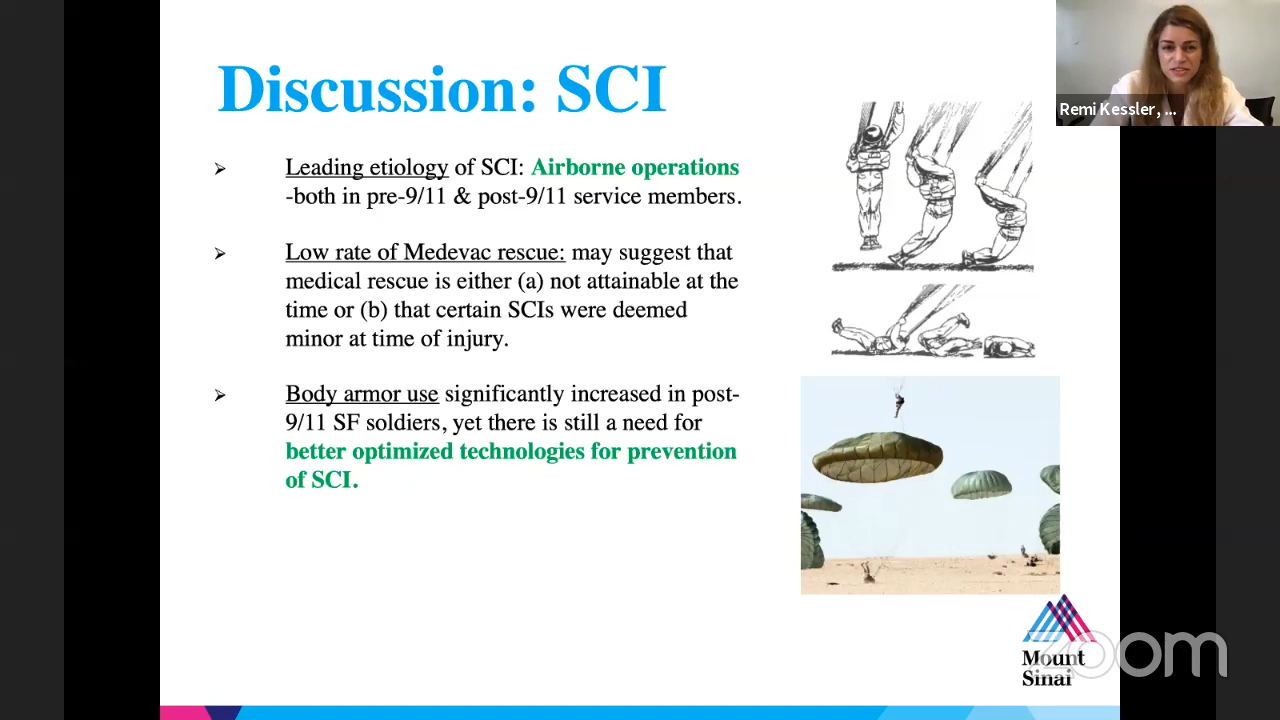 Discussion: SCI
Remi Kessler, ...
➢ Leading etiology of SCI: Airborne operations
-both in pre-9/11 & post-9/11 service members.
➢ Low rate of Medevac rescue: may suggest that
medical rescue is either (a) not attainable at the
time or (b) that certain SCIs were deemed
minor at time of injury.
➢ Body armor use significantly increased in post-
9/11 SF soldiers, yet there is still a need for
better optimized technologies for prevention
of SCI.
Mount
Sinai
zoom